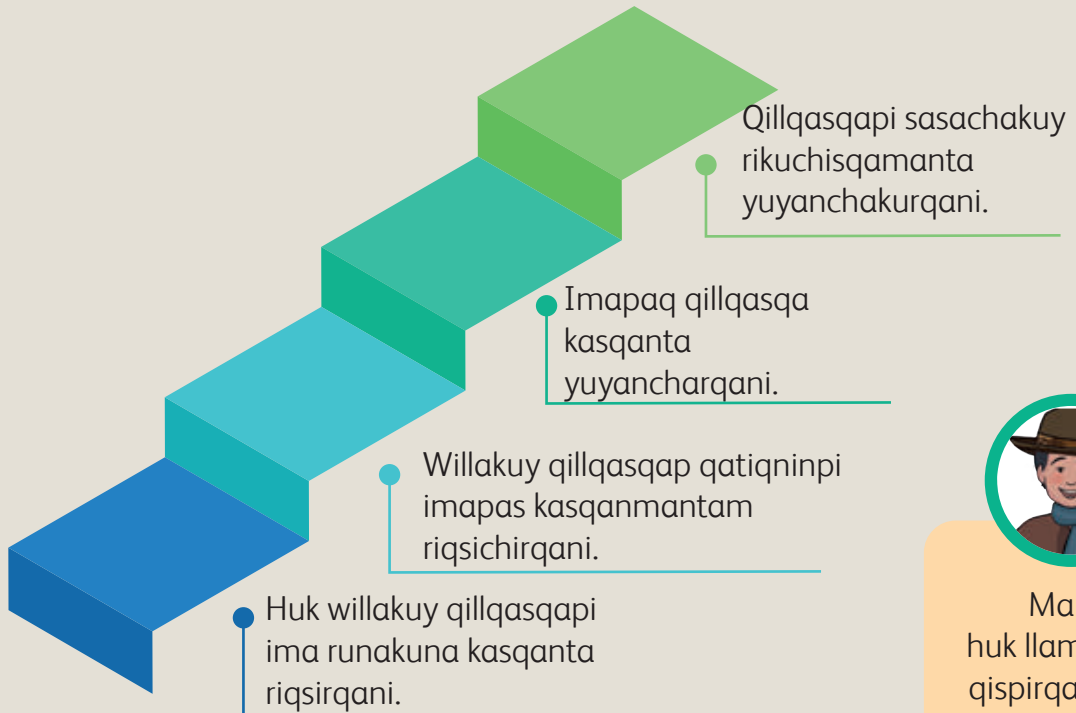 Qillqasqapi sasachakuy
rikuchisqamanta
yuyanchakurqani.
Imapaq qillqasqa
kasqanta
yuyancharqani.
Willakuy qillqasqap qatiqninpi
imapas kasqanmantam
riqsichirqani.
Huk willakuy qillqasqapi
ima runakuna kasqanta
riqsirqani.
Ma
huk llam
qispirqa